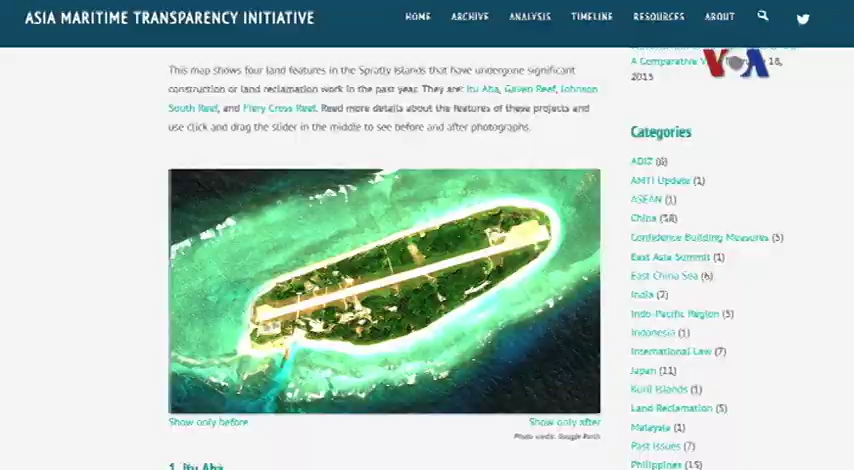 ASIA MARITIME TRANSPARENCY INITIATIVE
HOME ARCHIVE ANALYSIS TIMELINE RESOURCES ABOUT
This map shows four land features in the Spratly Islands that have undergone significant
construction or land reclamation work in the past year. They are: Itu Aba, Gaven Reef, Johnson
South Reef, and Fiery Cross Reef. Read more details about the features of these projects and
use click and drag the slider in the middle to see before and after photographs.
Show only before
Show only after
Photo credit: Google Earth
1. Itu Aba
VOA
A Comparative
18,
2015
Categories
ADIZ (6)
AMTI Update (1)
ASEAN (1)
China (18)
Confidence Building Measures (5)
East Asia Summit (1)
East China Sea (6)
India (2)
Indo-Pacific Region (3)
Indonesia (1)
International Law (7)
Japan (11)
Kuril Islands (1)
Land Reclamation (5)
Malaysia (1)
Past Issues (7)
Philippines (15)